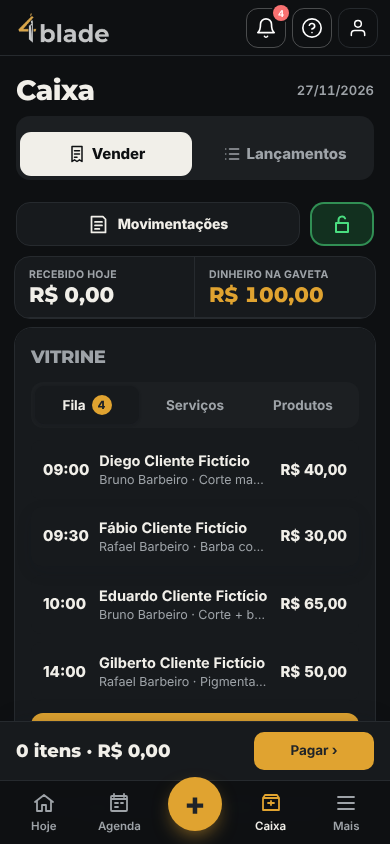 4blade
4
Caixa
27/11/2026
Vender
Lançamentos
Movimentações
RECEBIDO HOJE
R$ 0,00
DINHEIRO NA GAVETA
R$ 100,00
VITRINE
Fila 4
Serviços
Produtos
09:00
Diego Cliente Fictício
Bruno Barbeiro · Corte ma...
R$ 40,00
09:30
Fábio Cliente Fictício
Rafael Barbeiro · Barba co...
R$ 30,00
10:00
Eduardo Cliente Fictício
Bruno Barbeiro · Corte + b...
R$ 65,00
14:00
Gilberto Cliente Fictício
Rafael Barbeiro · Pigmenta...
R$ 50,00
0 itens · R$ 0,00
Pagar ›
Hoje
Agenda
+
Caixa
Mais